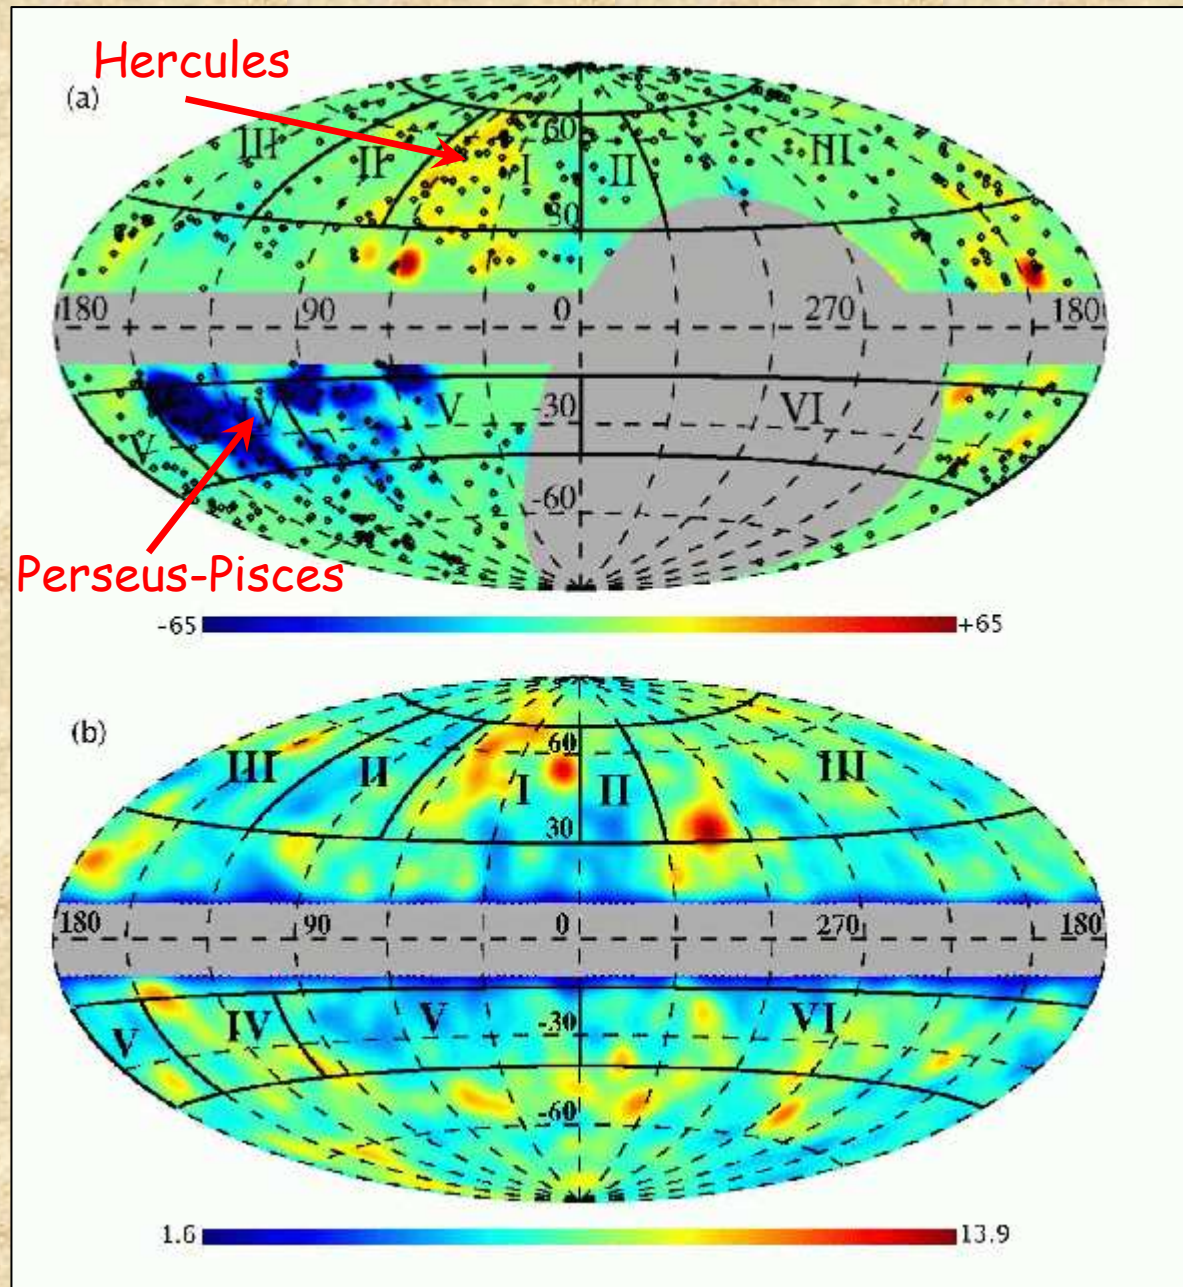 Hercules
(a)
III II I II III
60
30
180 90 0 270 180
V IV V -30 VI
-60
Perseus-Pisces
-65 +65
(b)
III II I II III
60
30
180 90 0 270 180
V IV V -30 VI
-60
1.6 13.9